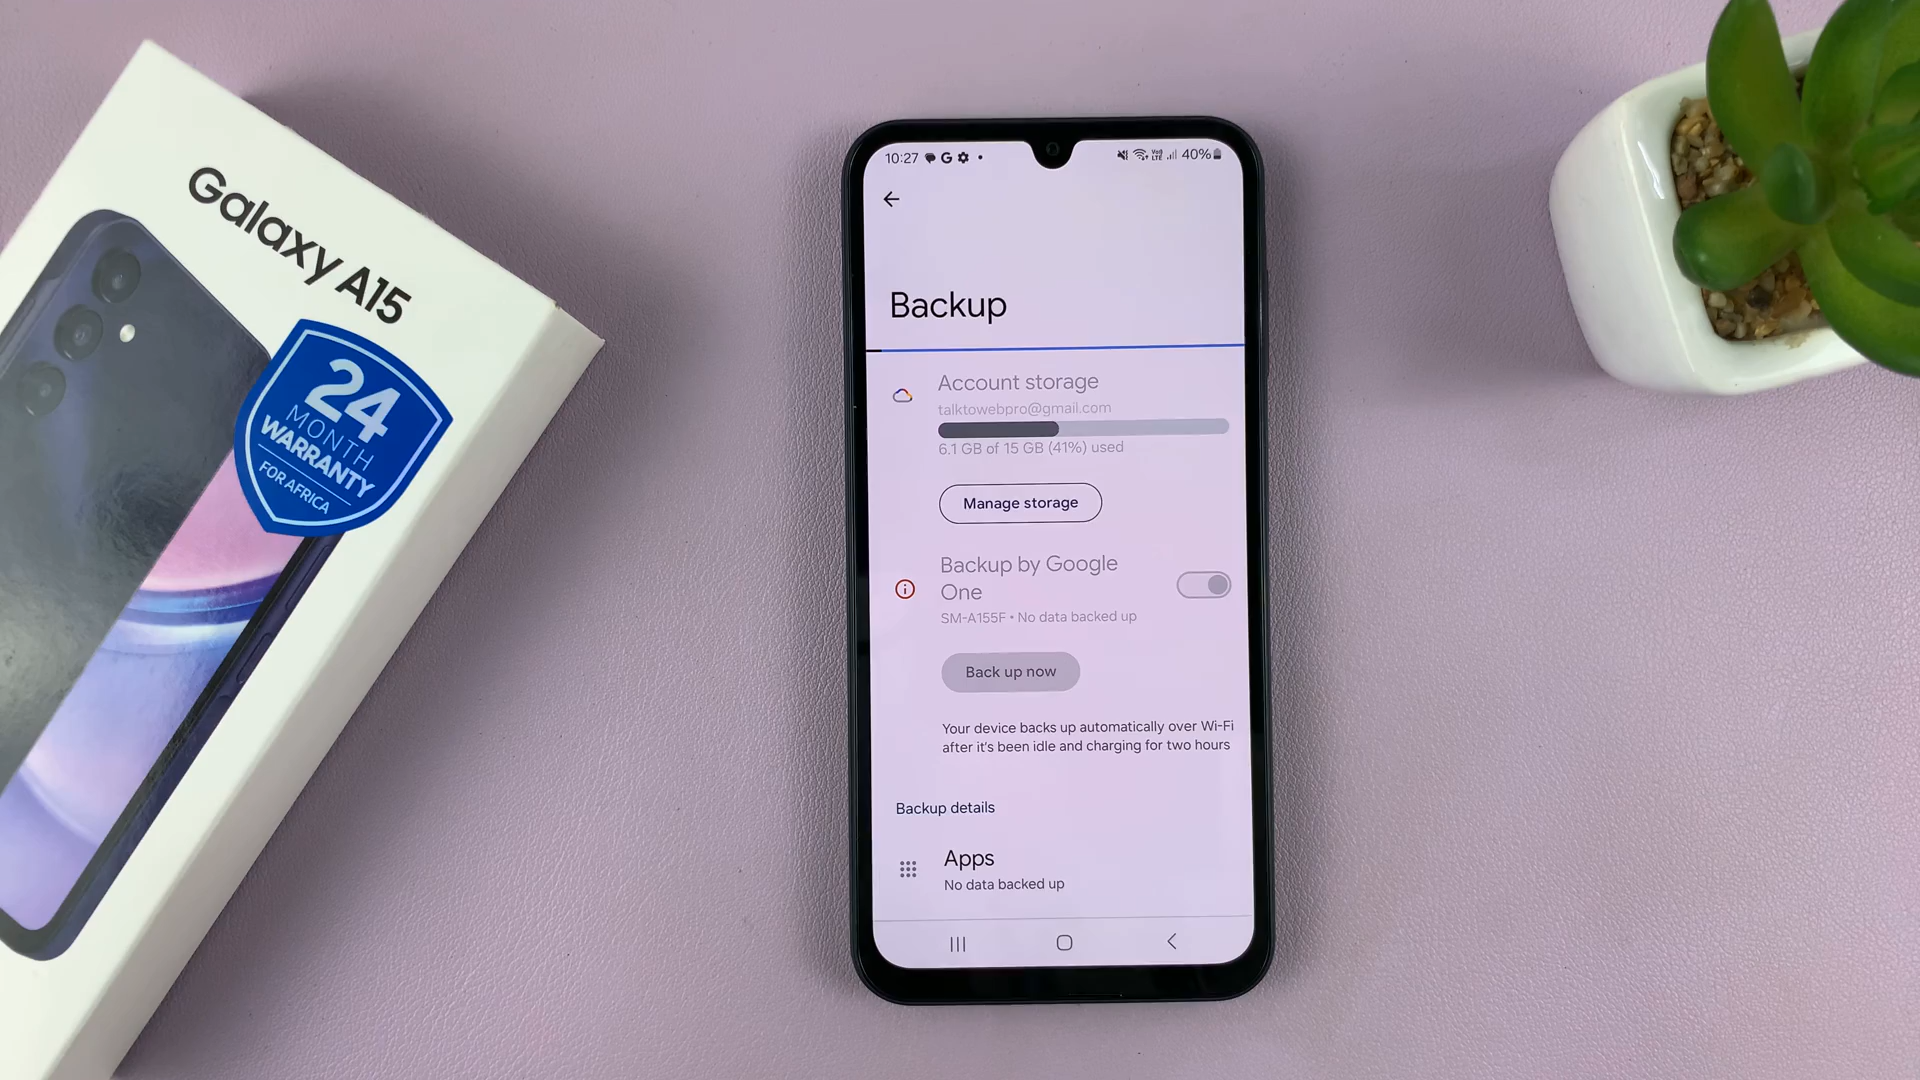 Galaxy A15
24
MONTH
WARRANTY
FOR AFRICA
10:27
40%
Backup
Account storage
talktowebpro@gmail.com
6.1 GB of 15 GB (41%) used
Manage storage
Backup by Google
One
SM-A155F • No data backed up
Back up now
Your device backs up automatically over Wi-Fi
after it's been idle and charging for two hours
Backup details
Apps
No data backed up